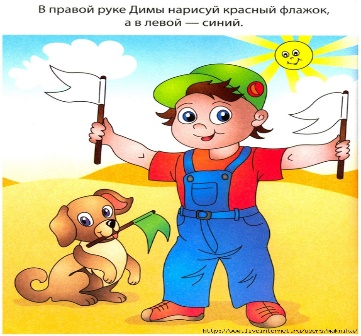 В правой руке Димы нарисуй красный флажок,
а в левой — синий.